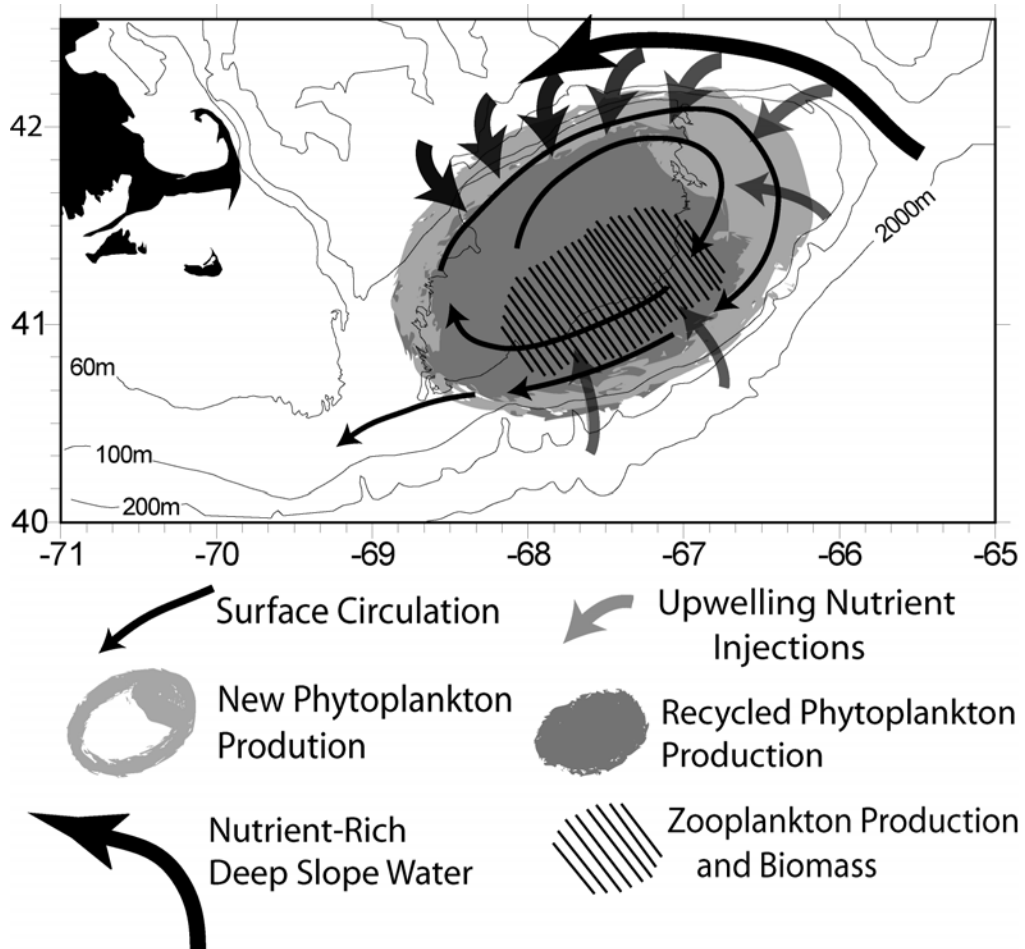 42
41
40
2000m
60m
100m
200m
-71 -70 -69 -68 -67 -66 -65
Surface Circulation
Upwelling Nutrient
Injections
New Phytoplankton
Prodution
Recycled Phytoplankton
Production
Nutrient-Rich
Deep Slope Water
Zooplankton Production
and Biomass